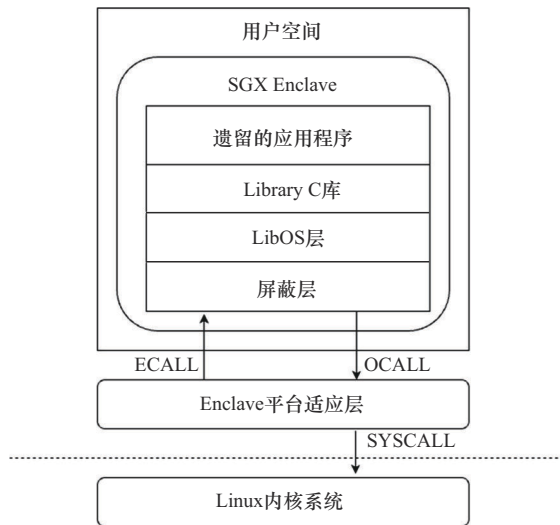 用户空间
SGX Enclave
遗留的应用程序
Library C库
LibOS层
屏蔽层
ECALL
OCALL
Enclave平台适应层
SYSCALL
Linux内核系统